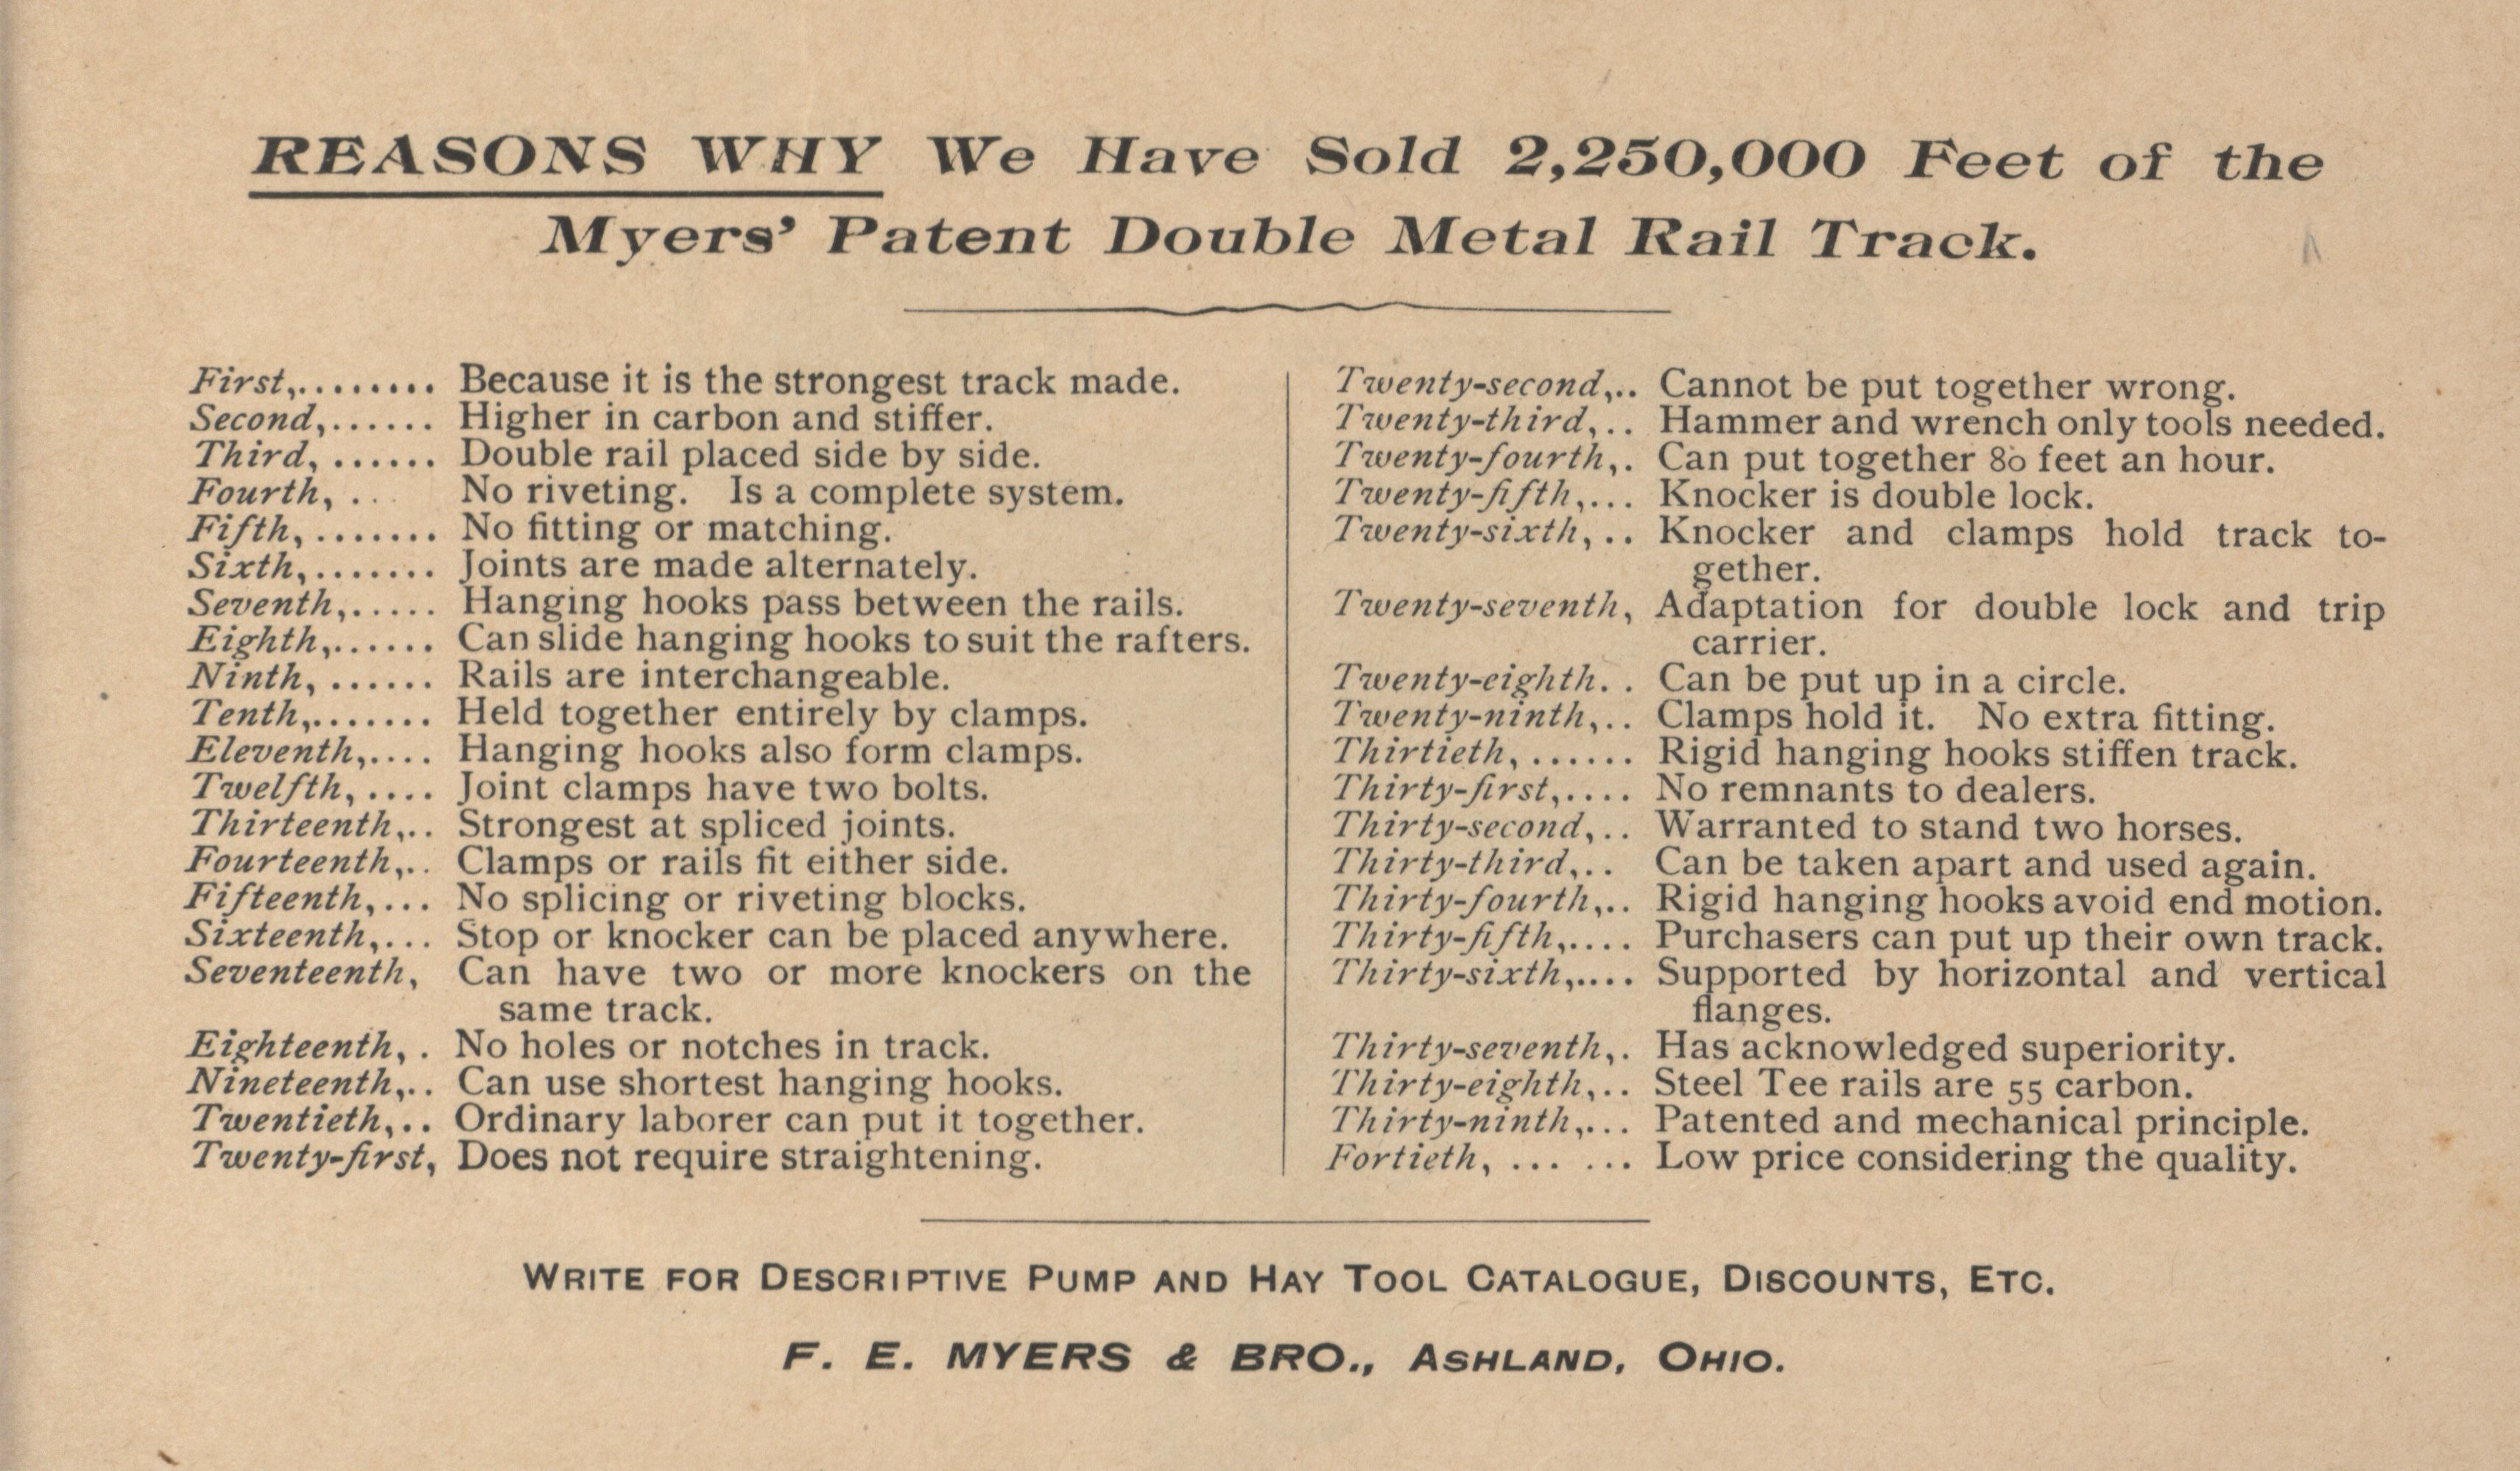 REASONS WHY We Have Sold 2,250,000 Feet of the
Myers' Patent Double Metal Rail Track.
First,........ Because it is the strongest track made.
Second,...... Higher in carbon and stiffer.
Third, ...... Double rail placed side by side.
Fourth, .. No riveting. Is a complete system.
Fifth, ....... No fitting or matching.
Sixth,....... Joints are made alternately.
Seventh,..... Hanging hooks pass between the rails.
Eighth,...... Can slide hanging hooks to suit the rafters.
Ninth, ...... Rails are interchangeable.
Tenth,....... Held together entirely by clamps.
Eleventh,.... Hanging hooks also form clamps.
Twelfth, .... Joint clamps have two bolts.
Thirteenth,.. Strongest at spliced joints.
Fourteenth,.. Clamps or rails fit either side.
Fifteenth,... No splicing or riveting blocks.
Sixteenth,... Stop or knocker can be placed anywhere.
Seventeenth, Can have two or more knockers on the
same track.
Eighteenth, . No holes or notches in track.
Nineteenth,.. Can use shortest hanging hooks.
Twentieth,.. Ordinary laborer can put it together.
Twenty-first, Does not require straightening.
Twenty-second,.. Cannot be put together wrong.
Twenty-third,.. Hammer and wrench only tools needed.
Twenty-fourth,. Can put together 80 feet an hour.
Twenty-fifth,... Knocker is double lock.
Twenty-sixth, .. Knocker and clamps hold track to-
gether.
Twenty-seventh, Adaptation for double lock and trip
carrier.
Twenty-eighth. . Can be put up in a circle.
Twenty-ninth,.. Clamps hold it. No extra fitting.
Thirtieth, ...... Rigid hanging hooks stiffen track.
Thirty-first,.... No remnants to dealers.
Thirty-second,.. Warranted to stand two horses.
Thirty-third,.. Can be taken apart and used again.
Thirty-fourth,.. Rigid hanging hooks avoid end motion.
Thirty-fifth,.... Purchasers can put up their own track.
Thirty-sixth,.... Supported by horizontal and vertical
flanges.
Thirty-seventh,. Has acknowledged superiority.
Thirty-eighth,.. Steel Tee rails are 55 carbon.
Thirty-ninth,... Patented and mechanical principle.
Fortieth, ... ... Low price considering the quality.
WRITE FOR DESCRIPTIVE PUMP AND HAY TOOL CATALOGUE, DISCOUNTS, ETC.
F. E. MYERS & BRO., ASHLAND, OHIO.